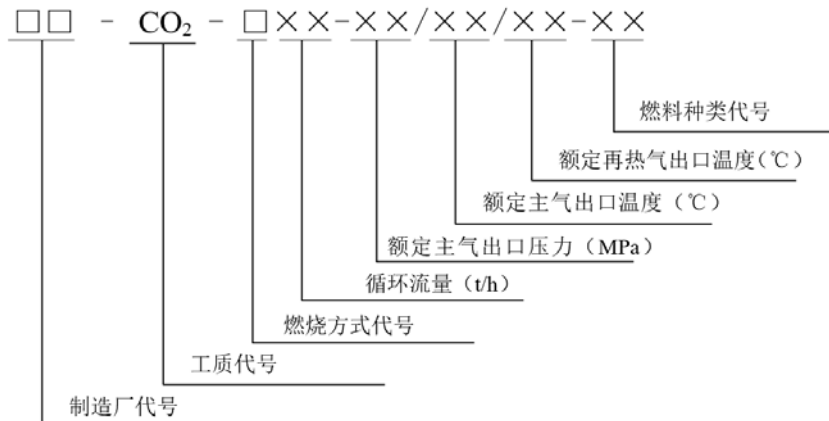 □□ - CO₂ - □××-××/××/××-××
燃料种类代号
额定再热气出口温度(℃)
额定主气出口温度（℃）
额定主气出口压力（MPa）
循环流量（t/h）
燃烧方式代号
工质代号
制造厂代号